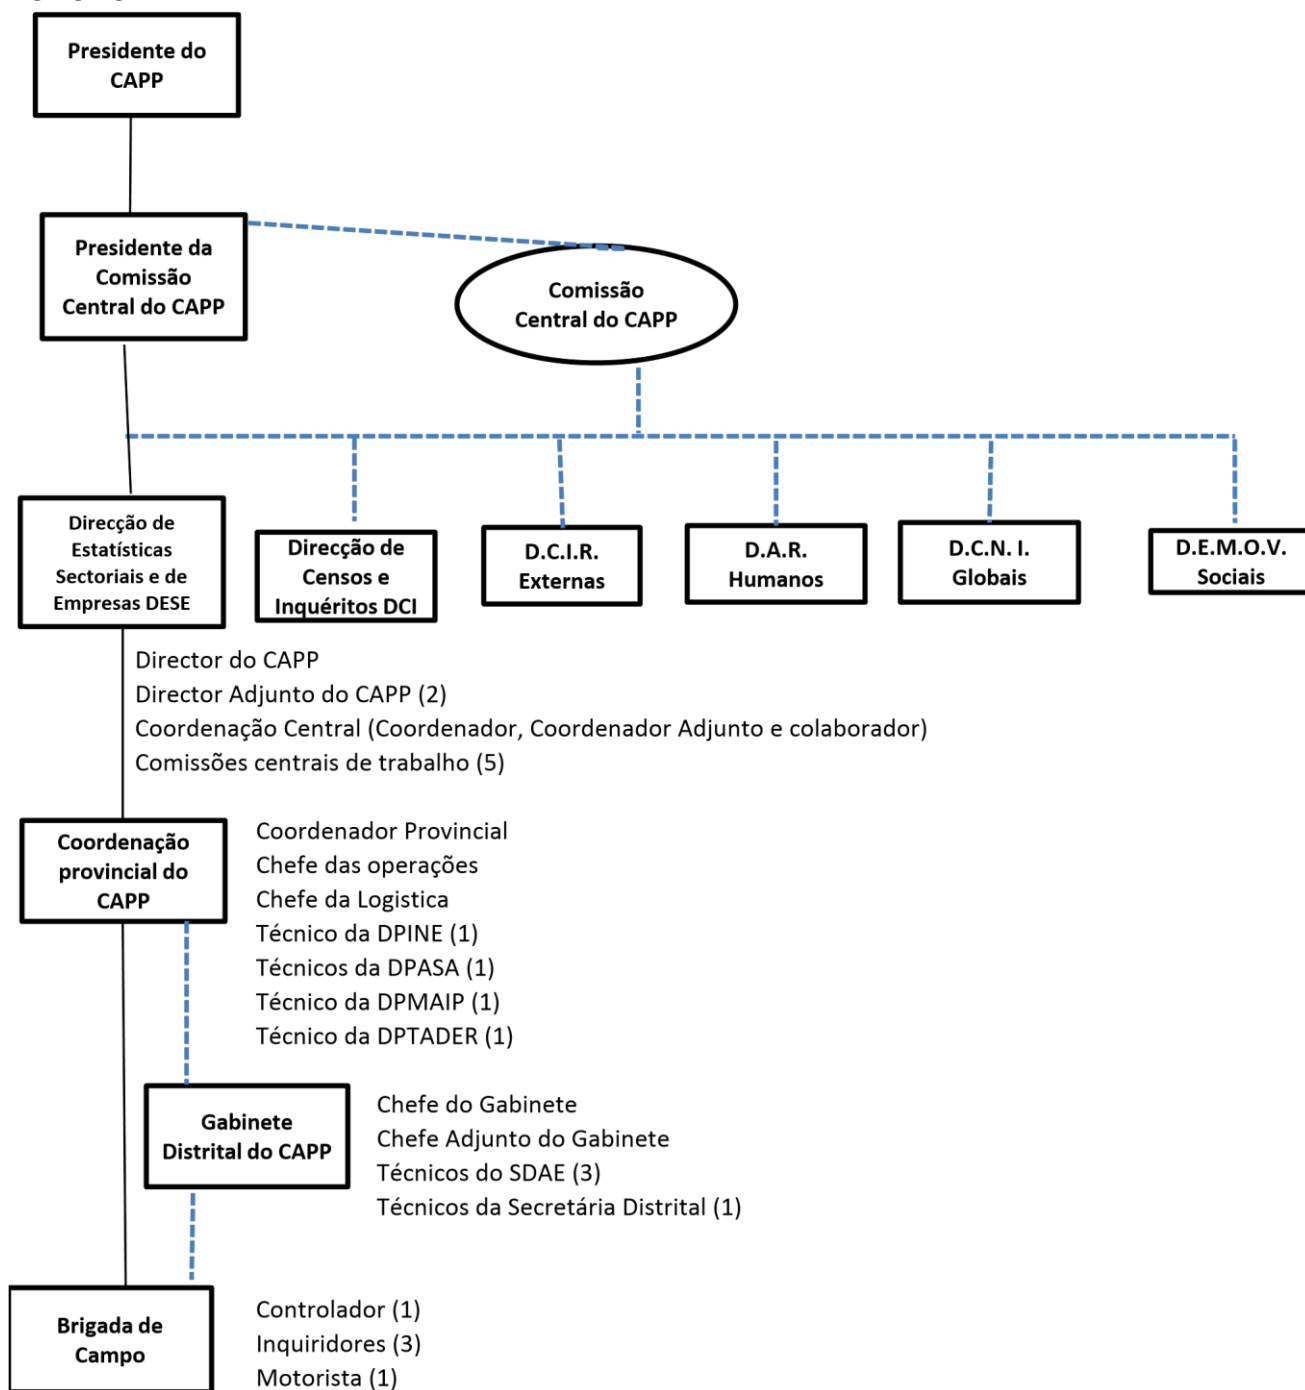 Presidente do
CAPP
Presidente da
Comissão
Central do CAPP
Comissão
Central do CAPP
Direcção de
Estatísticas
Sectoriais e de
Empresas DESE
Direcção de
Censos e
Inquéritos DCI
D.C.I.R.
Externas
D.A.R.
Humanos
D.C.N. I.
Globais
D.E.M.O.V.
Sociais
Director do CAPP
Director Adjunto do CAPP (2)
Coordenação Central (Coordenador, Coordenador Adjunto e colaborador)
Comissões centrais de trabalho (5)
Coordenação
provincial do
CAPP
Coordenador Provincial
Chefe das operações
Chefe da Logistica
Técnico da DPINE (1)
Técnicos da DPASA (1)
Técnico da DPMAIP (1)
Técnico da DPTADER (1)
Gabinete
Distrital do CAPP
Chefe do Gabinete
Chefe Adjunto do Gabinete
Técnicos do SDAE (3)
Técnicos da Secretária Distrital (1)
Brigada de
Campo
Controlador (1)
Inquiridores (3)
Motorista (1)